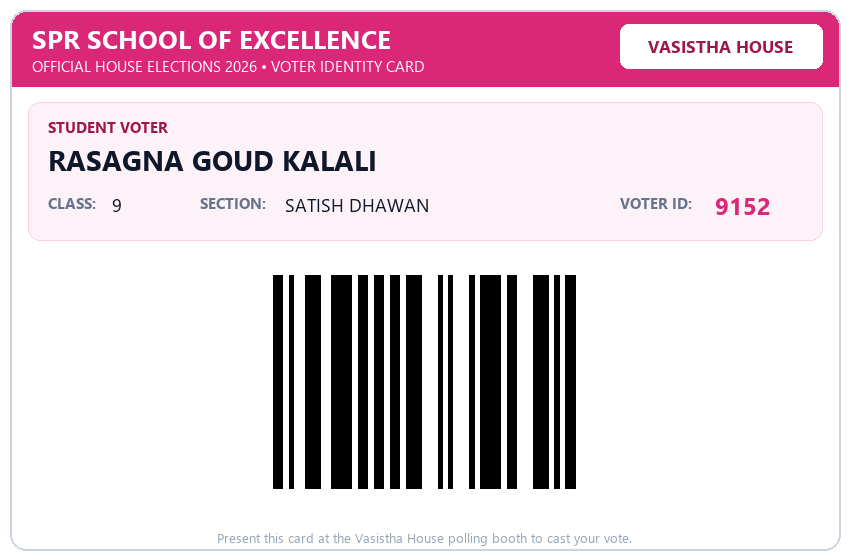 SPR SCHOOL OF EXCELLENCE
OFFICIAL HOUSE ELECTIONS 2026 • VOTER IDENTITY CARD
VASISTHA HOUSE
STUDENT VOTER
RASAGNA GOUD KALALI
CLASS: 9 SECTION: SATISH DHAWAN VOTER ID: 9152
Present this card at the Vasistha House polling booth to cast your vote.